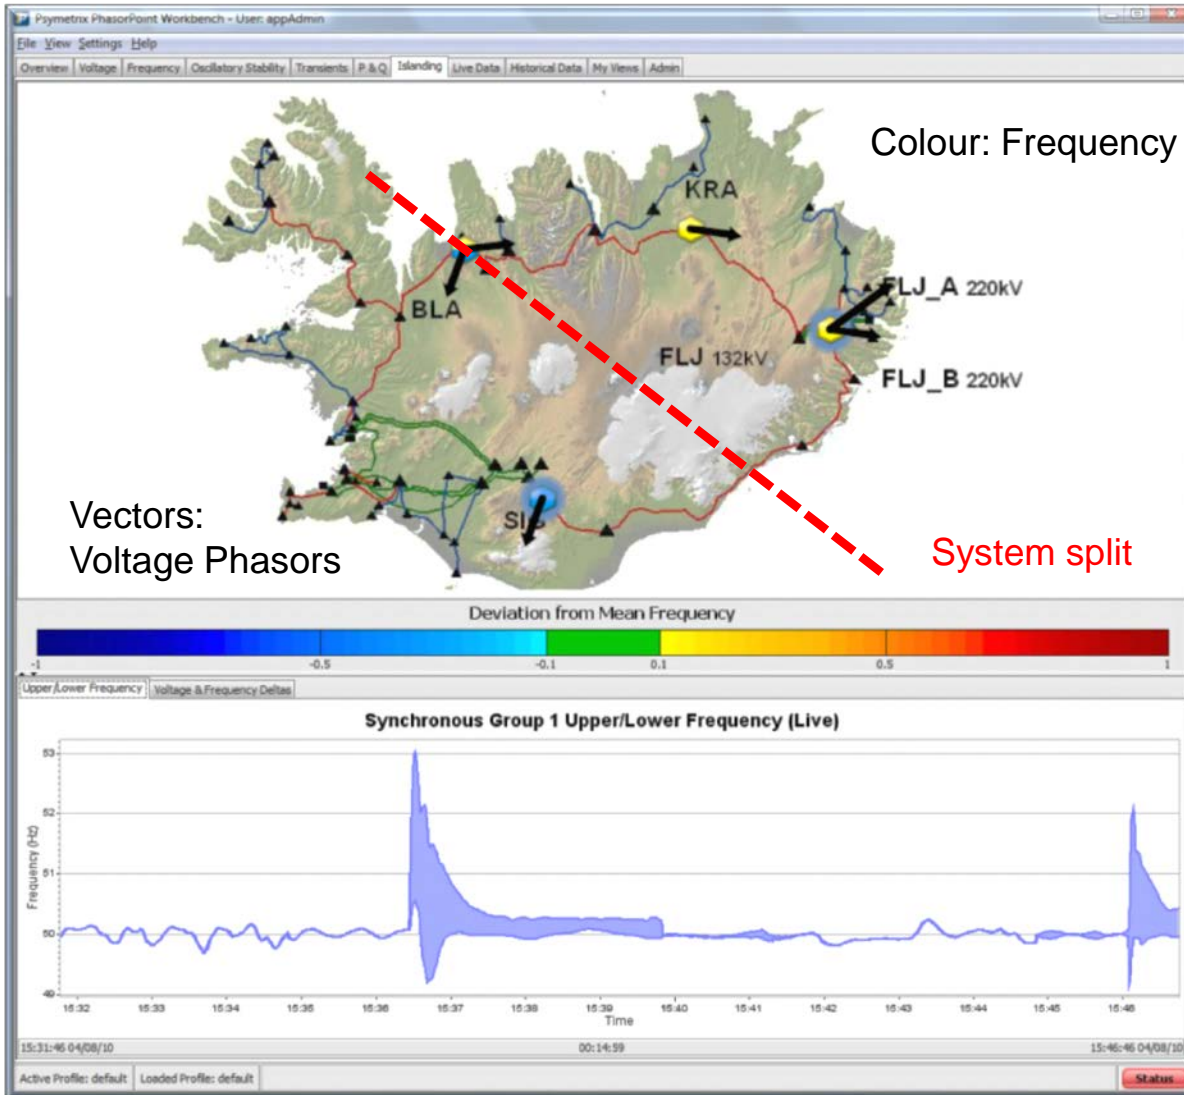 Psymetrix PhasorPoint Workbench - User: appAdmin
File View Settings Help
Overview Voltage Frequency Oscillatory Stability Transients P & Q Islanding Live Data Historical Data My Views Admin
Colour: Frequency
KRA
BLA
FLJ_A 220kV
FLJ 132kV
FLJ_B 220kV
Vectors:
Voltage Phasors
System split
Deviation from Mean Frequency
-1 -0.5 -0.1 0.1 0.5 1
Upper/Lower Frequency Voltage & Frequency Deltas
Synchronous Group 1 Upper/Lower Frequency (Live)
Frequency (Hz)
53
52
51
50
49
15:32 15:33 15:34 15:35 15:36 15:37 15:38 15:39 15:40 15:41 15:42 15:43 15:44 15:45 15:46
Time
15:31:46 04/08/10 00:14:59 15:46:46 04/08/10
Active Profile: default Loaded Profile: default Status